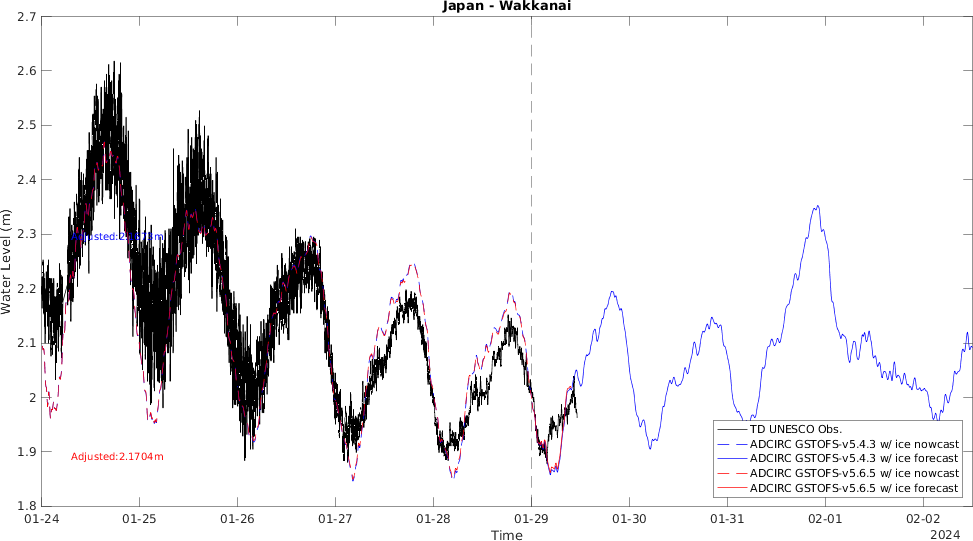 Japan - Wakkanai
2.7
2.6
2.5
2.4
2.3
2.2
2.1
2
1.9
1.8
Water Level (m)
Adjusted:2.1704m
01-24
01-25
01-26
01-27
01-28
01-29
01-30
01-31
02-01
02-02
Time
2024
TD UNESCO Obs.
ADCIRC GSTOFS-v5.4.3 w/ ice nowcast
ADCIRC GSTOFS-v5.4.3 w/ ice forecast
ADCIRC GSTOFS-v5.6.5 w/ ice nowcast
ADCIRC GSTOFS-v5.6.5 w/ ice forecast